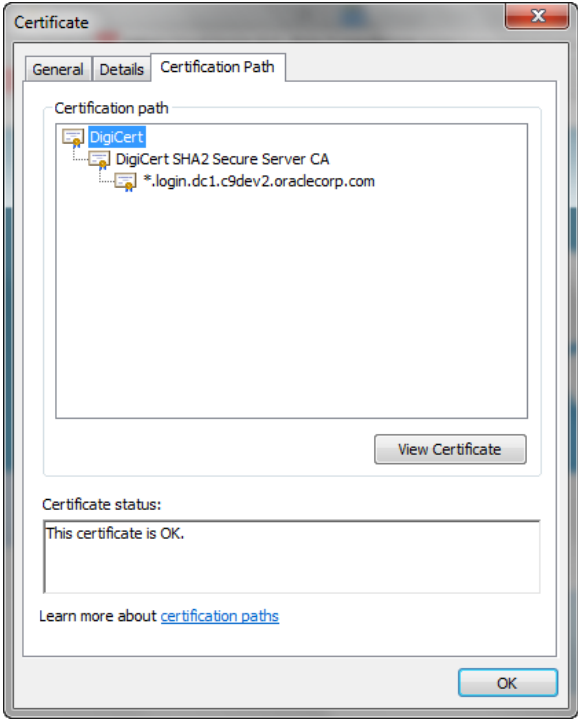 Certificate
General Details Certification Path
Certification path
DigiCert
DigiCert SHA2 Secure Server CA
*.login.dc1.c9dev2.oraclecorp.com
View Certificate
Certificate status:
This certificate is OK.
Learn more about certification paths
OK